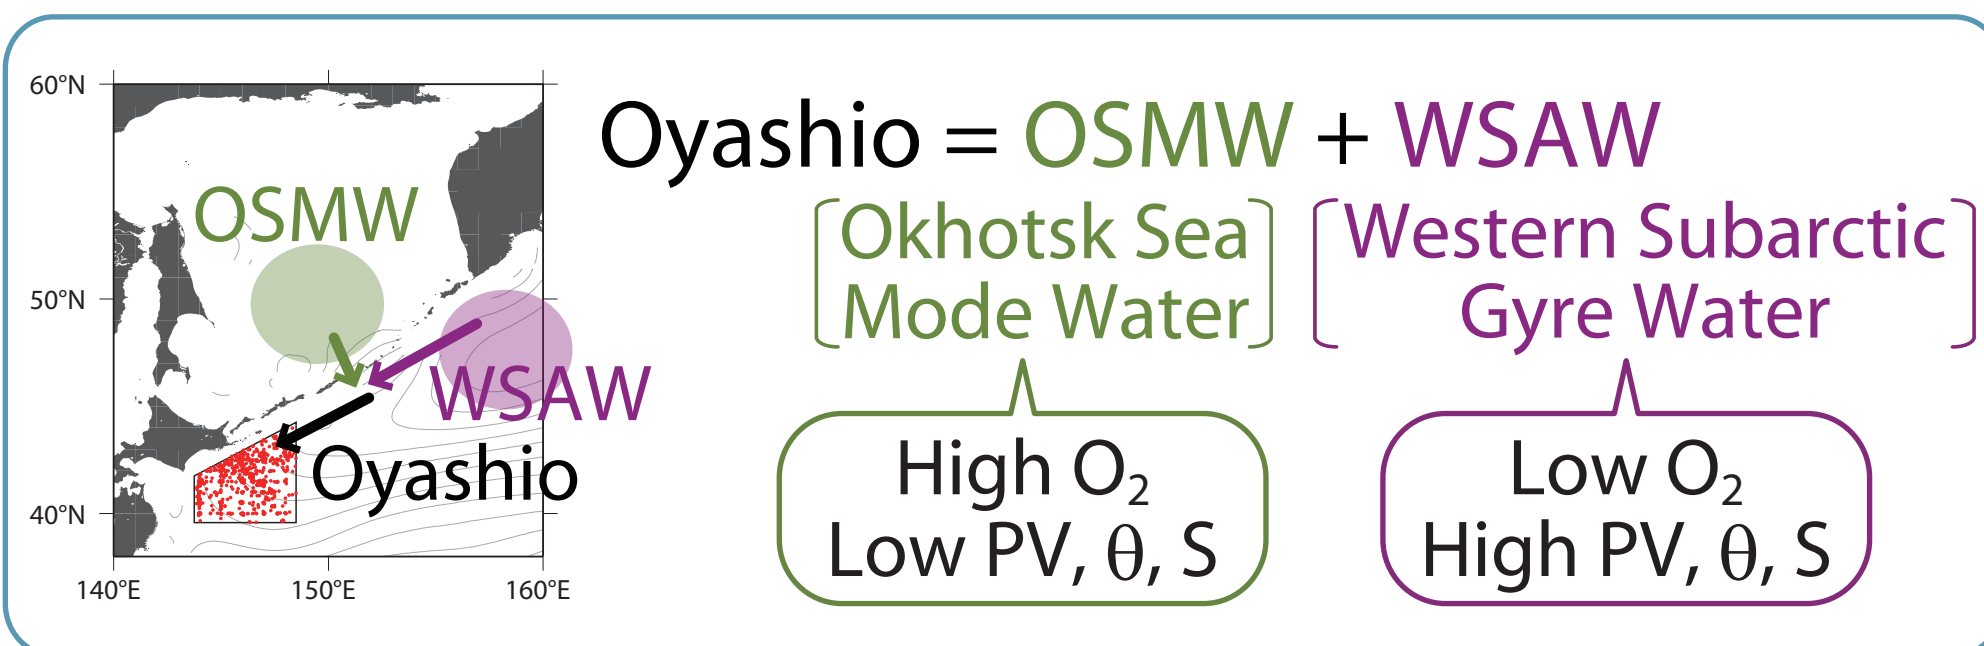 60°N
50°N
40°N
140°E
150°E
160°E
OSMW
WSAW
Oyashio
Oyashio = OSMW + WSAW
[Okhotsk Sea Mode Water]
[Western Subarctic Gyre Water]
High O₂
Low PV, θ, S
Low O₂
High PV, θ, S